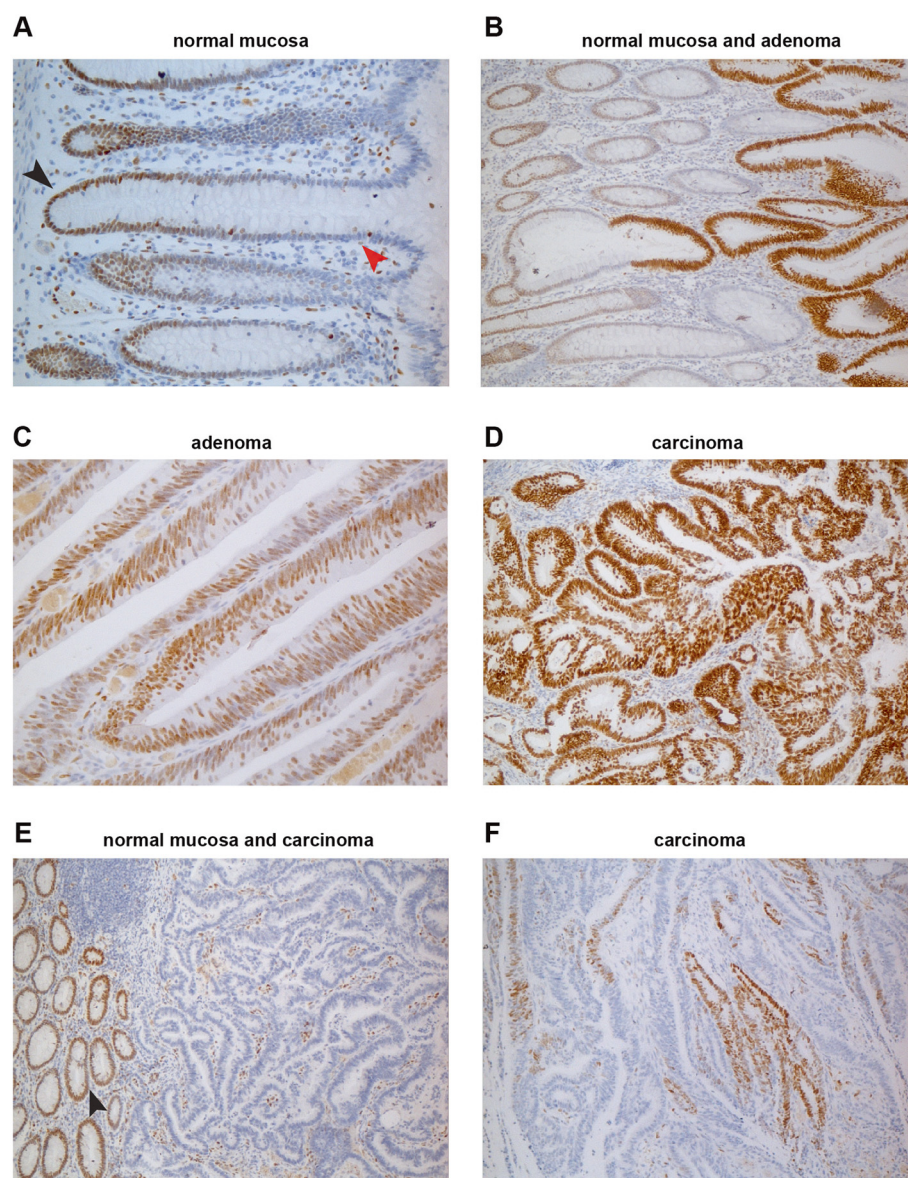 A
normal mucosa
B
normal mucosa and adenoma
C
adenoma
D
carcinoma
E
normal mucosa and carcinoma
F
carcinoma